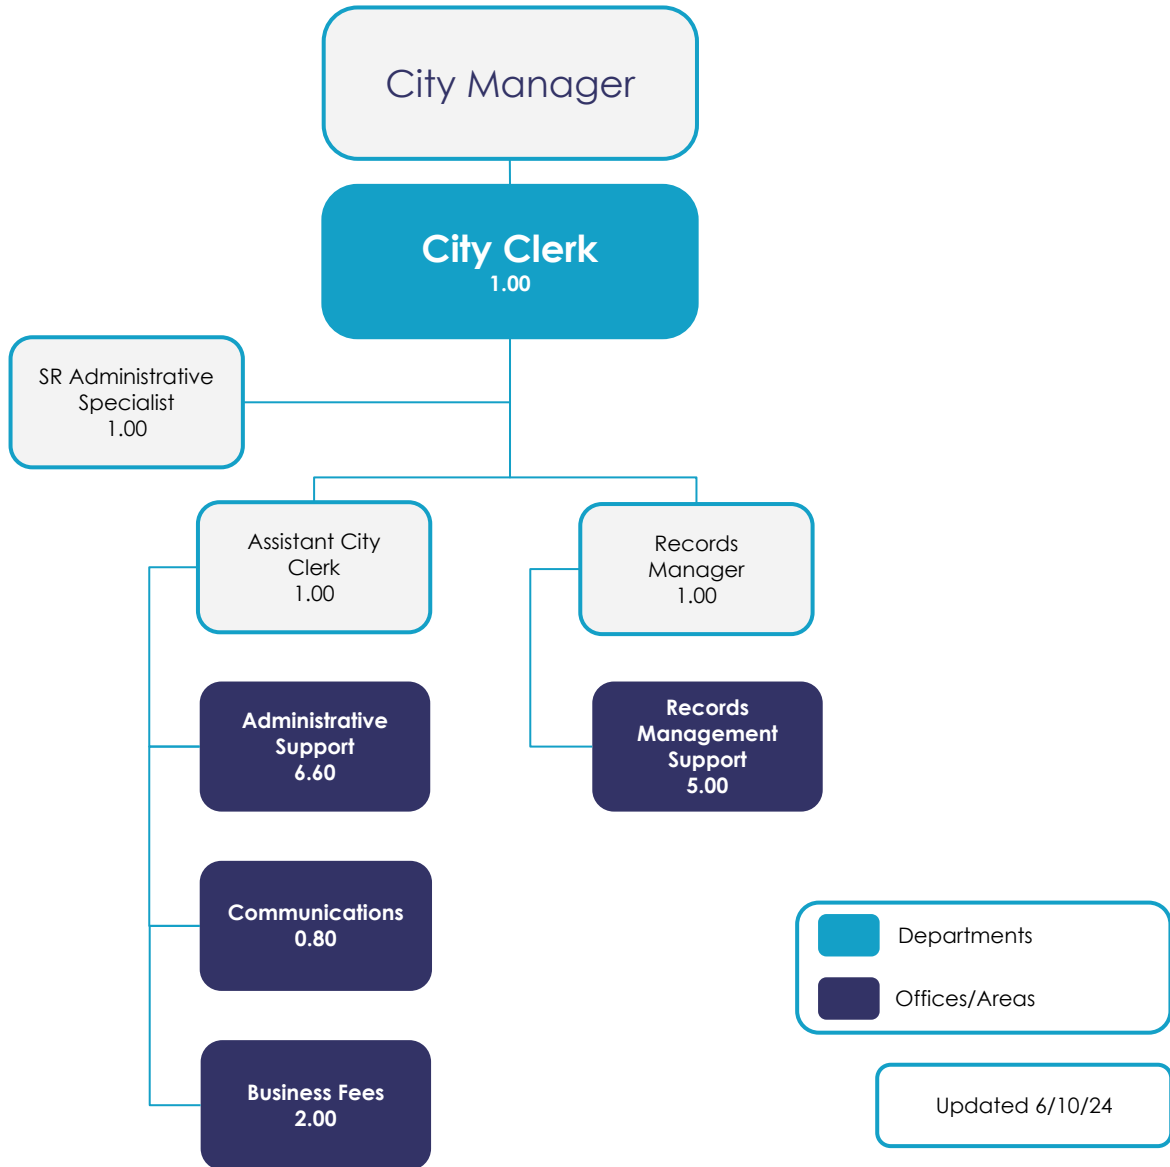 City Manager
City Clerk
1.00
SR Administrative
Specialist
1.00
Assistant City
Clerk
1.00
Records
Manager
1.00
Administrative
Support
6.60
Records
Management
Support
5.00
Communications
0.80
Business Fees
2.00
Departments
Offices/Areas
Updated 6/10/24